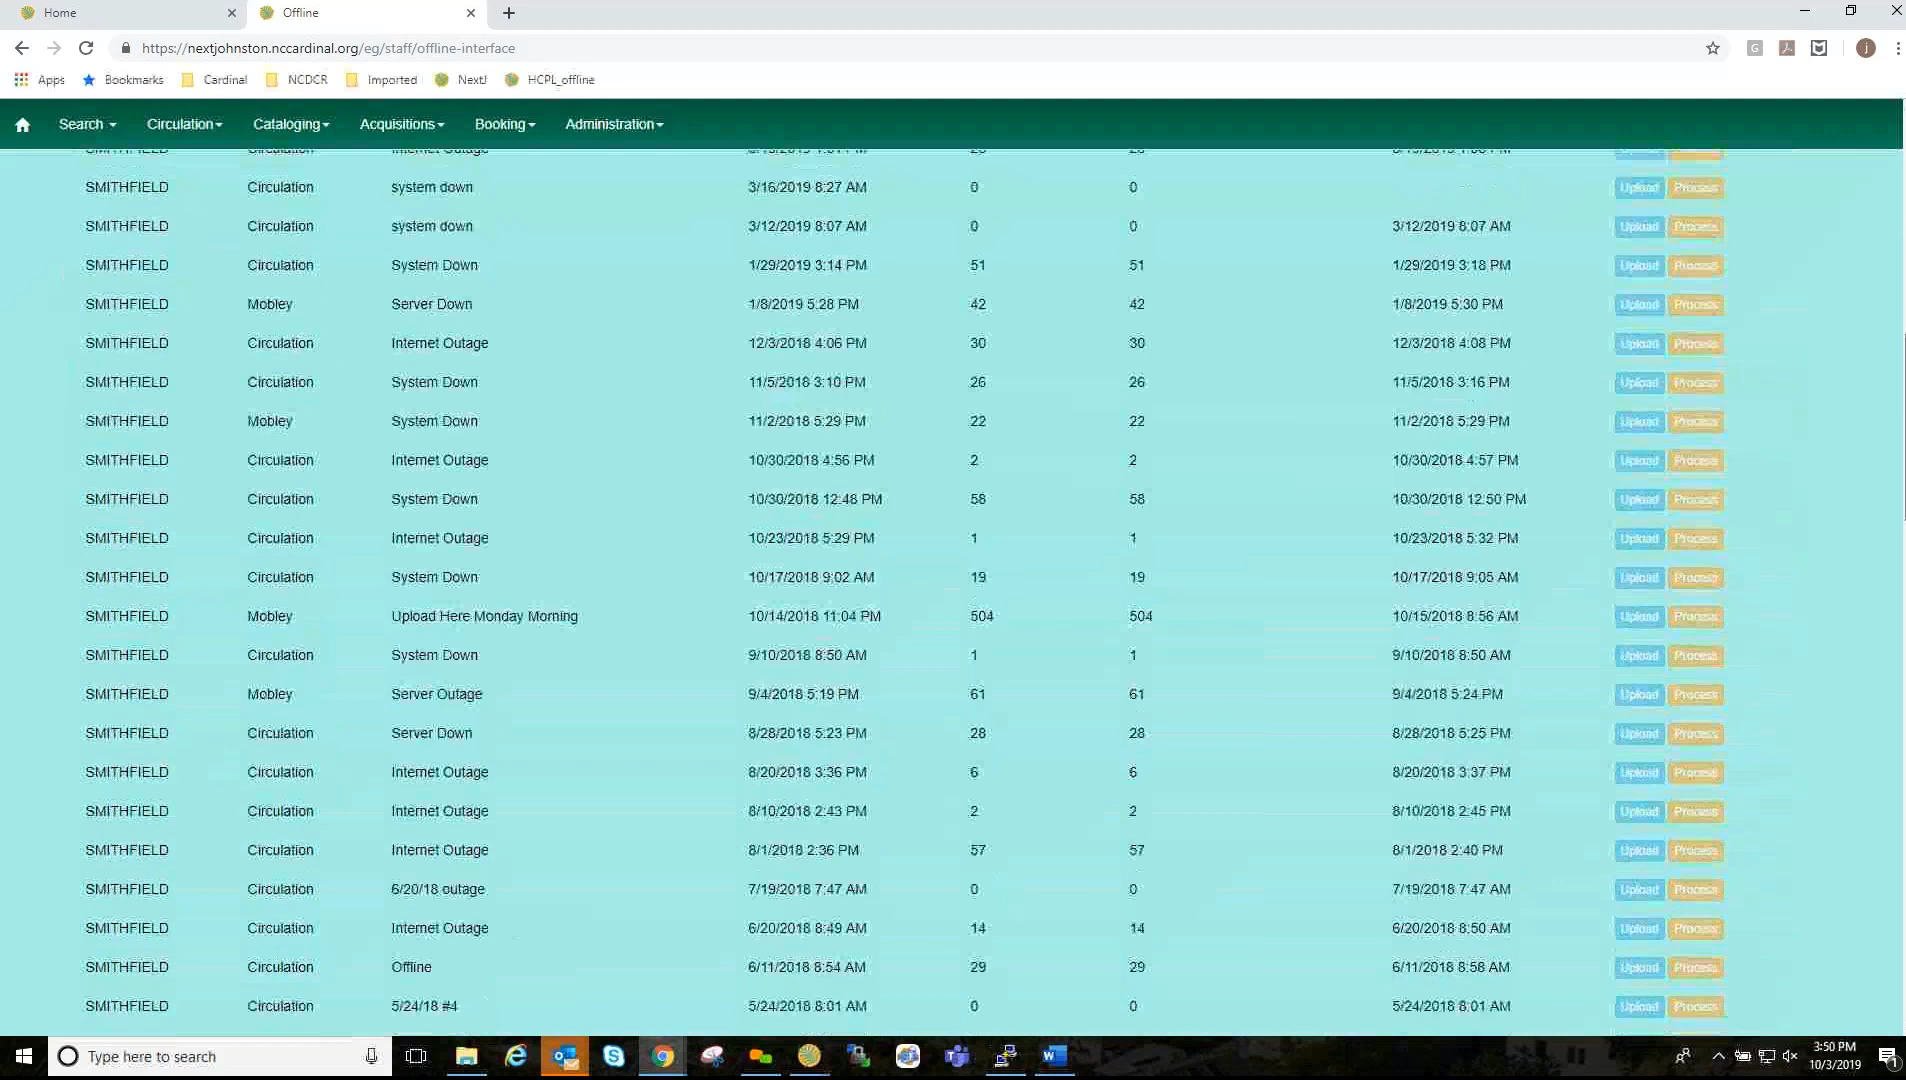 Home
Offline
https://nextjohnston.nccardinal.org/eg/staff/offline-interface
G
j
Apps Bookmarks Cardinal NCDCR Imported NextJ HCPL_offline
Search Circulation Cataloging Acquisitions Booking Administration
SMITHFIELD Circulation Internet Outage
SMITHFIELD Circulation system down 3/16/2019 8:27 AM 0 0 Upload Process
SMITHFIELD Circulation system down 3/12/2019 8:07 AM 0 0 3/12/2019 8:07 AM Upload Process
SMITHFIELD Circulation System Down 1/29/2019 3:14 PM 51 51 1/29/2019 3:18 PM Upload Process
SMITHFIELD Mobley Server Down 1/8/2019 5:28 PM 42 42 1/8/2019 5:30 PM Upload Process
SMITHFIELD Circulation Internet Outage 12/3/2018 4:06 PM 30 30 12/3/2018 4:08 PM Upload Process
SMITHFIELD Circulation System Down 11/5/2018 3:10 PM 26 26 11/5/2018 3:16 PM Upload Process
SMITHFIELD Mobley System Down 11/2/2018 5:29 PM 22 22 11/2/2018 5:29 PM Upload Process
SMITHFIELD Circulation Internet Outage 10/30/2018 4:56 PM 2 2 10/30/2018 4:57 PM Upload Process
SMITHFIELD Circulation System Down 10/30/2018 12:48 PM 58 58 10/30/2018 12:50 PM Upload Process
SMITHFIELD Circulation Internet Outage 10/23/2018 5:29 PM 1 1 10/23/2018 5:32 PM Upload Process
SMITHFIELD Circulation System Down 10/17/2018 9:02 AM 19 19 10/17/2018 9:05 AM Upload Process
SMITHFIELD Mobley Upload Here Monday Morning 10/14/2018 11:04 PM 504 504 10/15/2018 8:56 AM Upload Process
SMITHFIELD Circulation System Down 9/10/2018 8:50 AM 1 1 9/10/2018 8:50 AM Upload Process
SMITHFIELD Mobley Server Outage 9/4/2018 5:19 PM 61 61 9/4/2018 5:24 PM Upload Process
SMITHFIELD Circulation Server Down 8/28/2018 5:23 PM 28 28 8/28/2018 5:25 PM Upload Process
SMITHFIELD Circulation Internet Outage 8/20/2018 3:36 PM 6 6 8/20/2018 3:37 PM Upload Process
SMITHFIELD Circulation Internet Outage 8/10/2018 2:43 PM 2 2 8/10/2018 2:45 PM Upload Process
SMITHFIELD Circulation Internet Outage 8/1/2018 2:36 PM 57 57 8/1/2018 2:40 PM Upload Process
SMITHFIELD Circulation 6/20/18 outage 7/19/2018 7:47 AM 0 0 7/19/2018 7:47 AM Upload Process
SMITHFIELD Circulation Internet Outage 6/20/2018 8:49 AM 14 14 6/20/2018 8:50 AM Upload Process
SMITHFIELD Circulation Offline 6/11/2018 8:54 AM 29 29 6/11/2018 8:58 AM Upload Process
SMITHFIELD Circulation 5/24/18 #4 5/24/2018 8:01 AM 0 0 5/24/2018 8:01 AM Upload Process
Type here to search
3:50 PM
10/3/2019
1